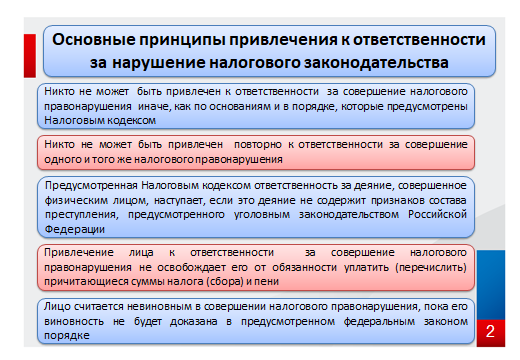 Основные принципы привлечения к ответственности
за нарушение налогового законодательства
Никто не может быть привлечен к ответственности за совершение налогового
правонарушения иначе, как по основаниям и в порядке, которые предусмотрены
Налоговым кодексом
Никто не может быть привлечен повторно к ответственности за совершение
одного и того же налогового правонарушения
Предусмотренная Налоговым кодексом ответственность за деяние, совершенное
физическим лицом, наступает, если это деяние не содержит признаков состава
преступления, предусмотренного уголовным законодательством Российской
Федерации
Привлечение лица к ответственности за совершение налогового
правонарушения не освобождает его от обязанности уплатить (перечислить)
причитающиеся суммы налога (сбора) и пени
Лицо считается невиновным в совершении налогового правонарушения, пока его
виновность не будет доказана в предусмотренном федеральным законом
порядке
2